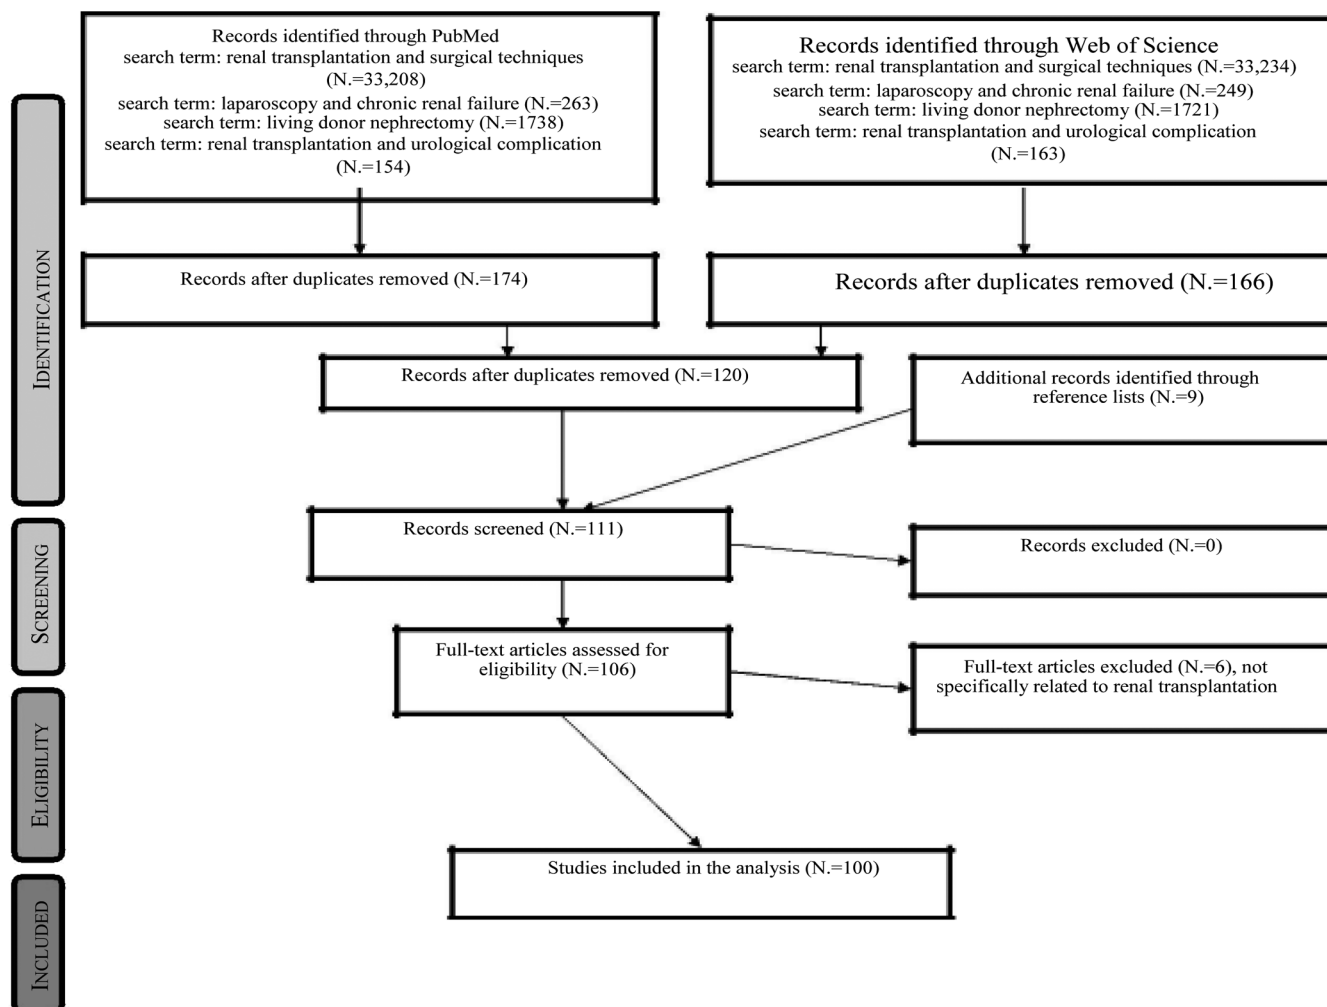 Records identified through PubMed
search term: renal transplantation and surgical techniques
(N.=33,208)
search term: laparoscopy and chronic renal failure (N.=263)
search term: living donor nephrectomy (N.=1738)
search term: renal transplantation and urological complication
(N.=154)
Records identified through Web of Science
search term: renal transplantation and surgical techniques (N.=33,234)
search term: laparoscopy and chronic renal failure (N.=249)
search term: living donor nephrectomy (N.=1721)
search term: renal transplantation and urological complication
(N.=163)
IDENTIFICATION
Records after duplicates removed (N.=174)
Records after duplicates removed (N.=166)
Records after duplicates removed (N.=120)
Additional records identified through
reference lists (N.=9)
SCREENING
Records screened (N.=111)
Records excluded (N.=0)
Full-text articles assessed for
eligibility (N.=106)
Full-text articles excluded (N.=6), not
specifically related to renal transplantation
ELIGIBILITY
Studies included in the analysis (N.=100)
INCLUDED